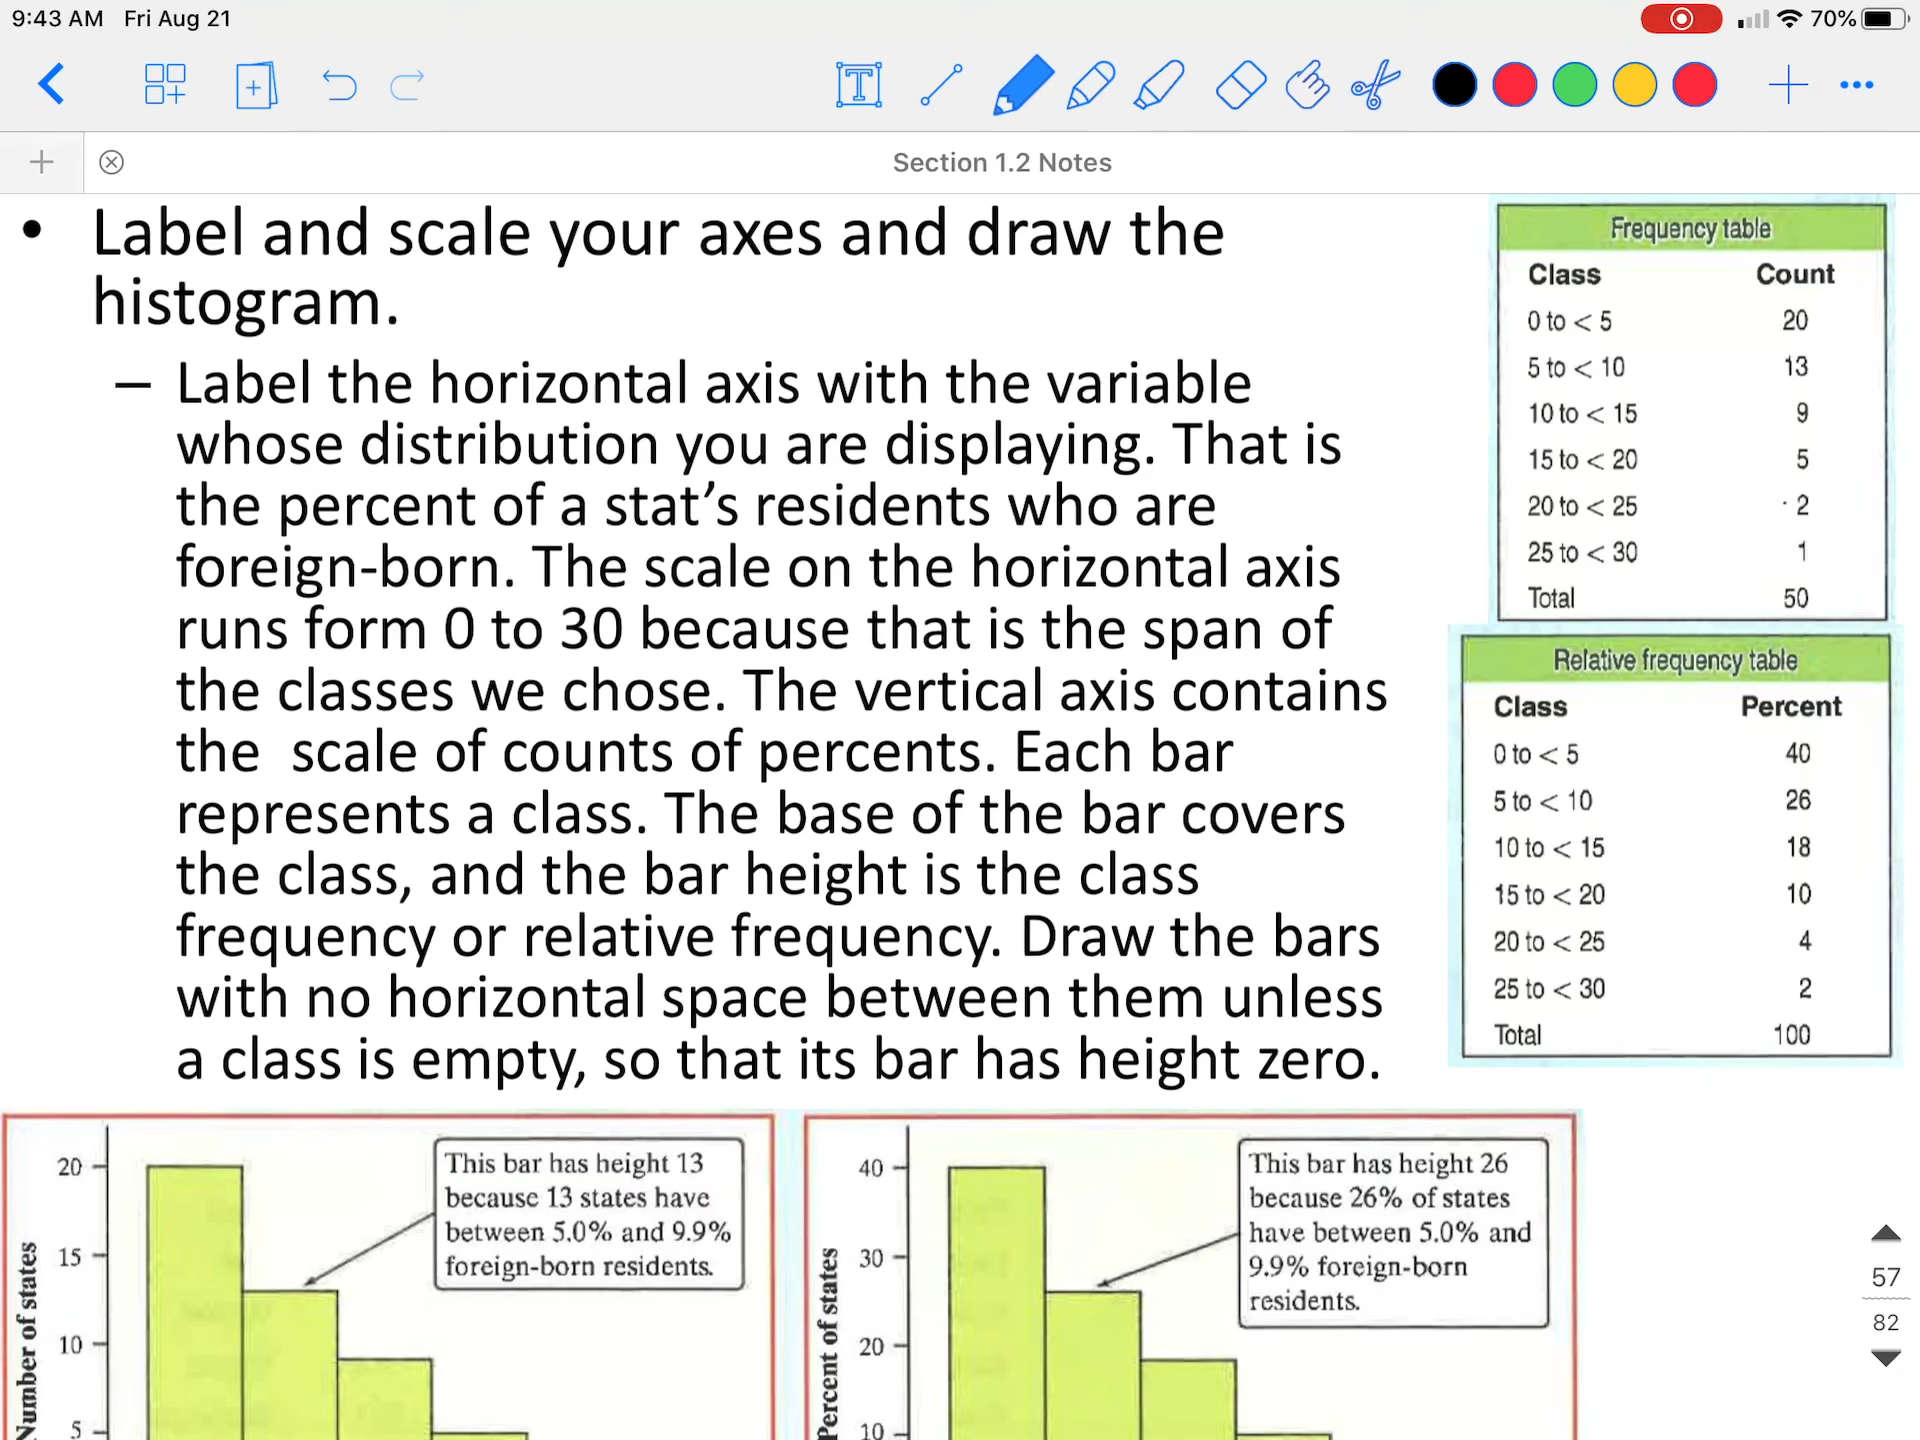 9:43 AM Fri Aug 21
70%
Section 1.2 Notes
• Label and scale your axes and draw the
histogram.
– Label the horizontal axis with the variable
whose distribution you are displaying. That is
the percent of a stat’s residents who are
foreign-born. The scale on the horizontal axis
runs form 0 to 30 because that is the span of
the classes we chose. The vertical axis contains
the scale of counts of percents. Each bar
represents a class. The base of the bar covers
the class, and the bar height is the class
frequency or relative frequency. Draw the bars
with no horizontal space between them unless
a class is empty, so that its bar has height zero.
Frequency table
Class Count
0 to < 5 20
5 to < 10 13
10 to < 15 9
15 to < 20 5
20 to < 25 2
25 to < 30 1
Total 50
Relative frequency table
Class Percent
0 to < 5 40
5 to < 10 26
10 to < 15 18
15 to < 20 10
20 to < 25 4
25 to < 30 2
Total 100
Number of states
20
15
10
5
This bar has height 13
because 13 states have
between 5.0% and 9.9%
foreign-born residents.
Percent of states
40
30
20
10
This bar has height 26
because 26% of states
have between 5.0% and
9.9% foreign-born
residents.
57
82